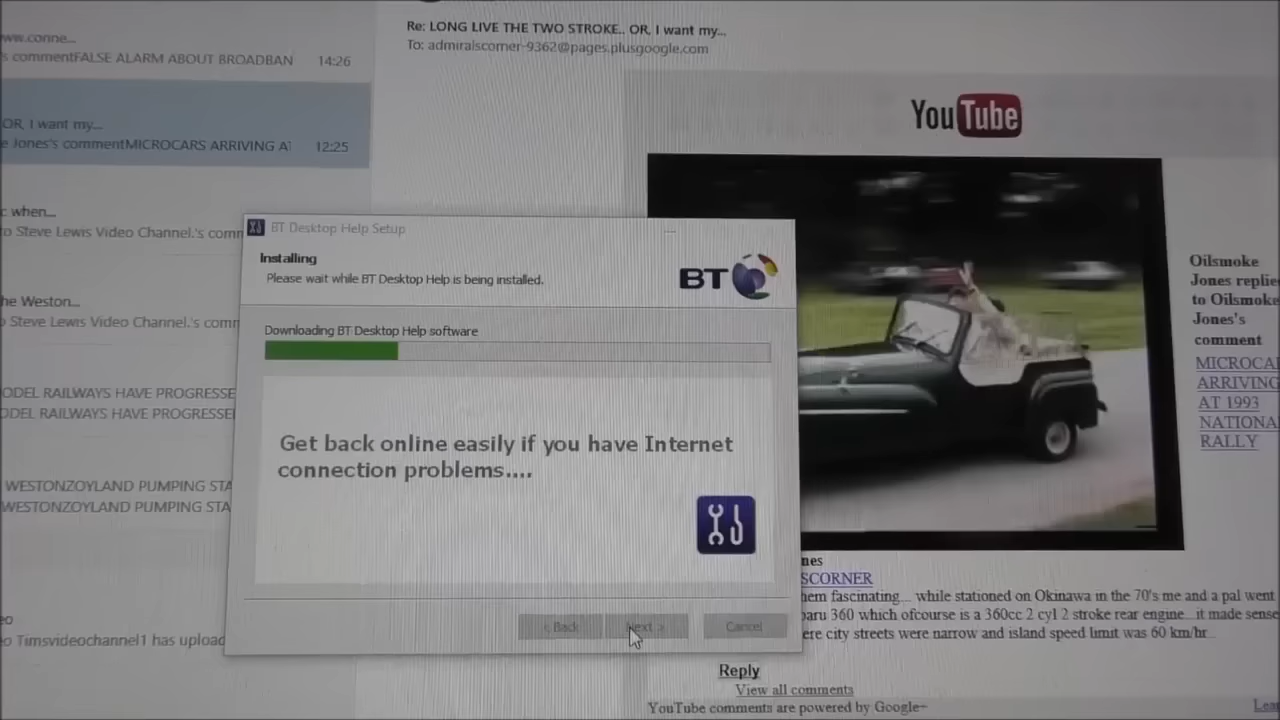 Re: LONG LIVE THE TWO STROKE.. OR, I want my...
To: admiralscorner-9362@pages.plusgoogle.com
ww.conne...
s commentFALSE ALARM ABOUT BROADBAN 14:26
OR, I want my...
e Jones's commentMICROCARS ARRIVING AT 12:25
c when...
o Steve Lewis Video Channel.'s comm
he Weston...
o Steve Lewis Video Channel.'s comm
ODEL RAILWAYS HAVE PROGRESSE
ODEL RAILWAYS HAVE PROGRESSE
WESTONZOYLAND PUMPING STA
WESTONZOYLAND PUMPING STA
eo
o Timsvideochannel1 has upload
YouTube
Oilsmoke
Jones replie
to Oilsmoke
Jones's
comment
MICROCA
ARRIVING
AT 1993
NATIONA
RALLY
BT Desktop Help Setup
Installing
Please wait while BT Desktop Help is being installed.
BT
Downloading BT Desktop Help software
Get back online easily if you have Internet
connection problems....
< Back
Next >
Cancel
nes
SCORNER
hem fascinating... while stationed on Okinawa in the 70's me and a pal went
baru 360 which ofcourse is a 360cc 2 cyl 2 stroke rear engine...it made sense
ere city streets were narrow and island speed limit was 60 km/hr...
Reply
View all comments
YouTube comments are powered by Google+
Lea